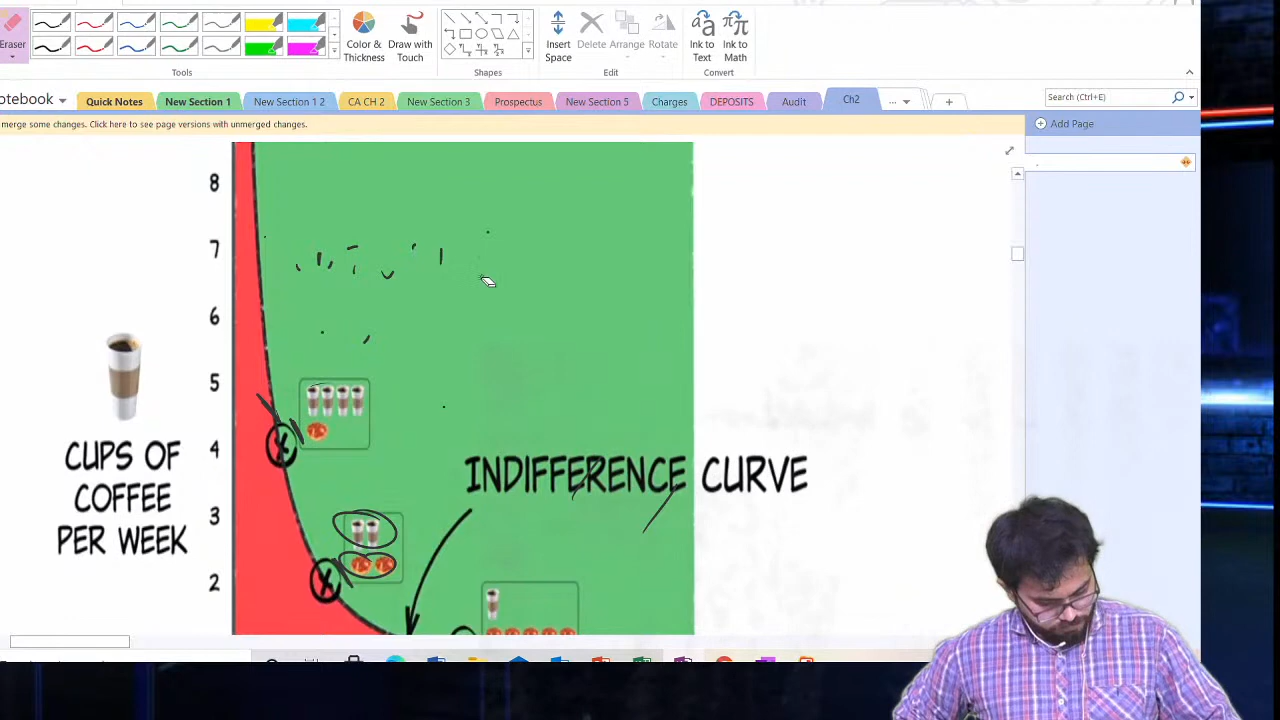 Eraser
Color &
Thickness
Draw with
Touch
Insert
Space
Delete
Arrange
Rotate
Ink to
Text
Ink to
Math
Tools
Shapes
Edit
Convert
otebook
Quick Notes
New Section 1
New Section 1 2
CA CH 2
New Section 3
Prospectus
New Section 5
Charges
DEPOSITS
Audit
Ch2
...
Search (Ctrl+E)
merge some changes. Click here to see page versions with unmerged changes.
Add Page
8
7
6
5
4
3
2
CUPS OF
COFFEE
PER WEEK
INDIFFERENCE CURVE